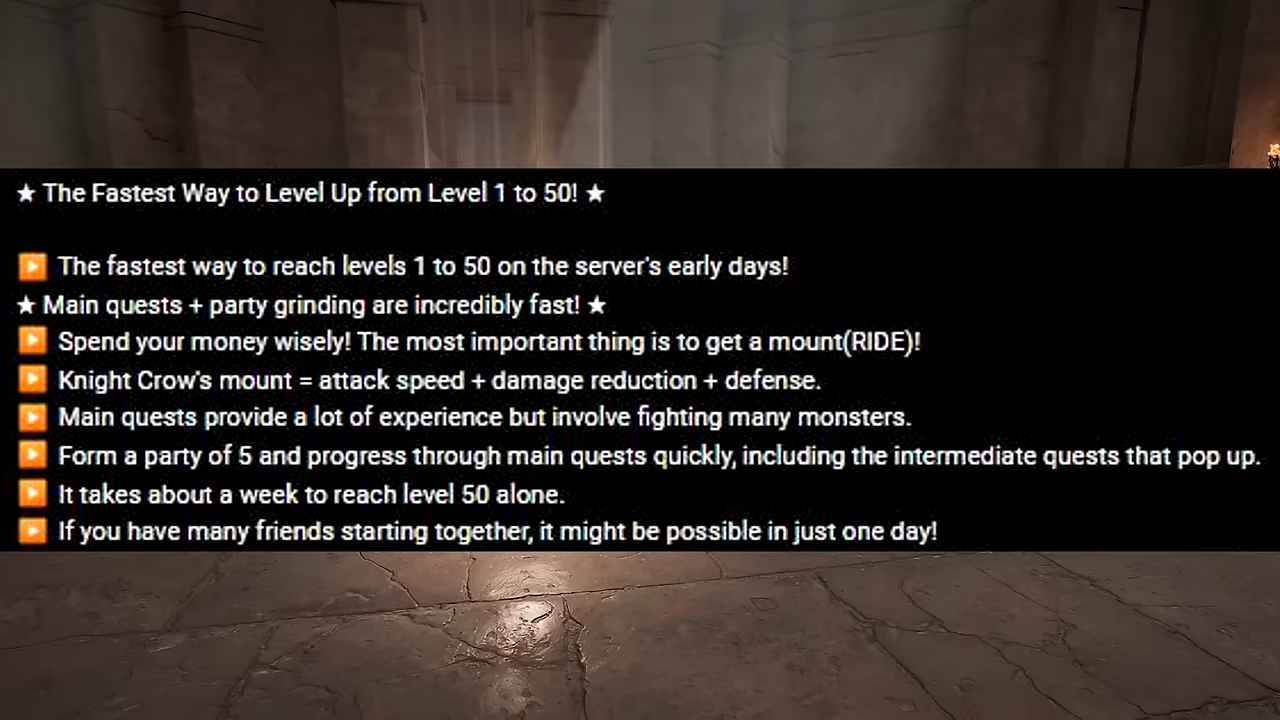 ★ The Fastest Way to Level Up from Level 1 to 50! ★
▶️ The fastest way to reach levels 1 to 50 on the server's early days!
★ Main quests + party grinding are incredibly fast! ★
▶️ Spend your money wisely! The most important thing is to get a mount(RIDE)!
▶️ Knight Crow's mount = attack speed + damage reduction + defense.
▶️ Main quests provide a lot of experience but involve fighting many monsters.
▶️ Form a party of 5 and progress through main quests quickly, including the intermediate quests that pop up.
▶️ It takes about a week to reach level 50 alone.
▶️ If you have many friends starting together, it might be possible in just one day!